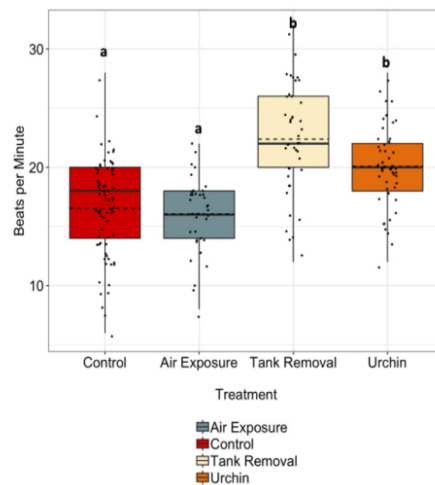 b
a
b
a
30
20
10
Beats per Minute
Control Air Exposure Tank Removal Urchin
Treatment
Air Exposure
Control
Tank Removal
Urchin